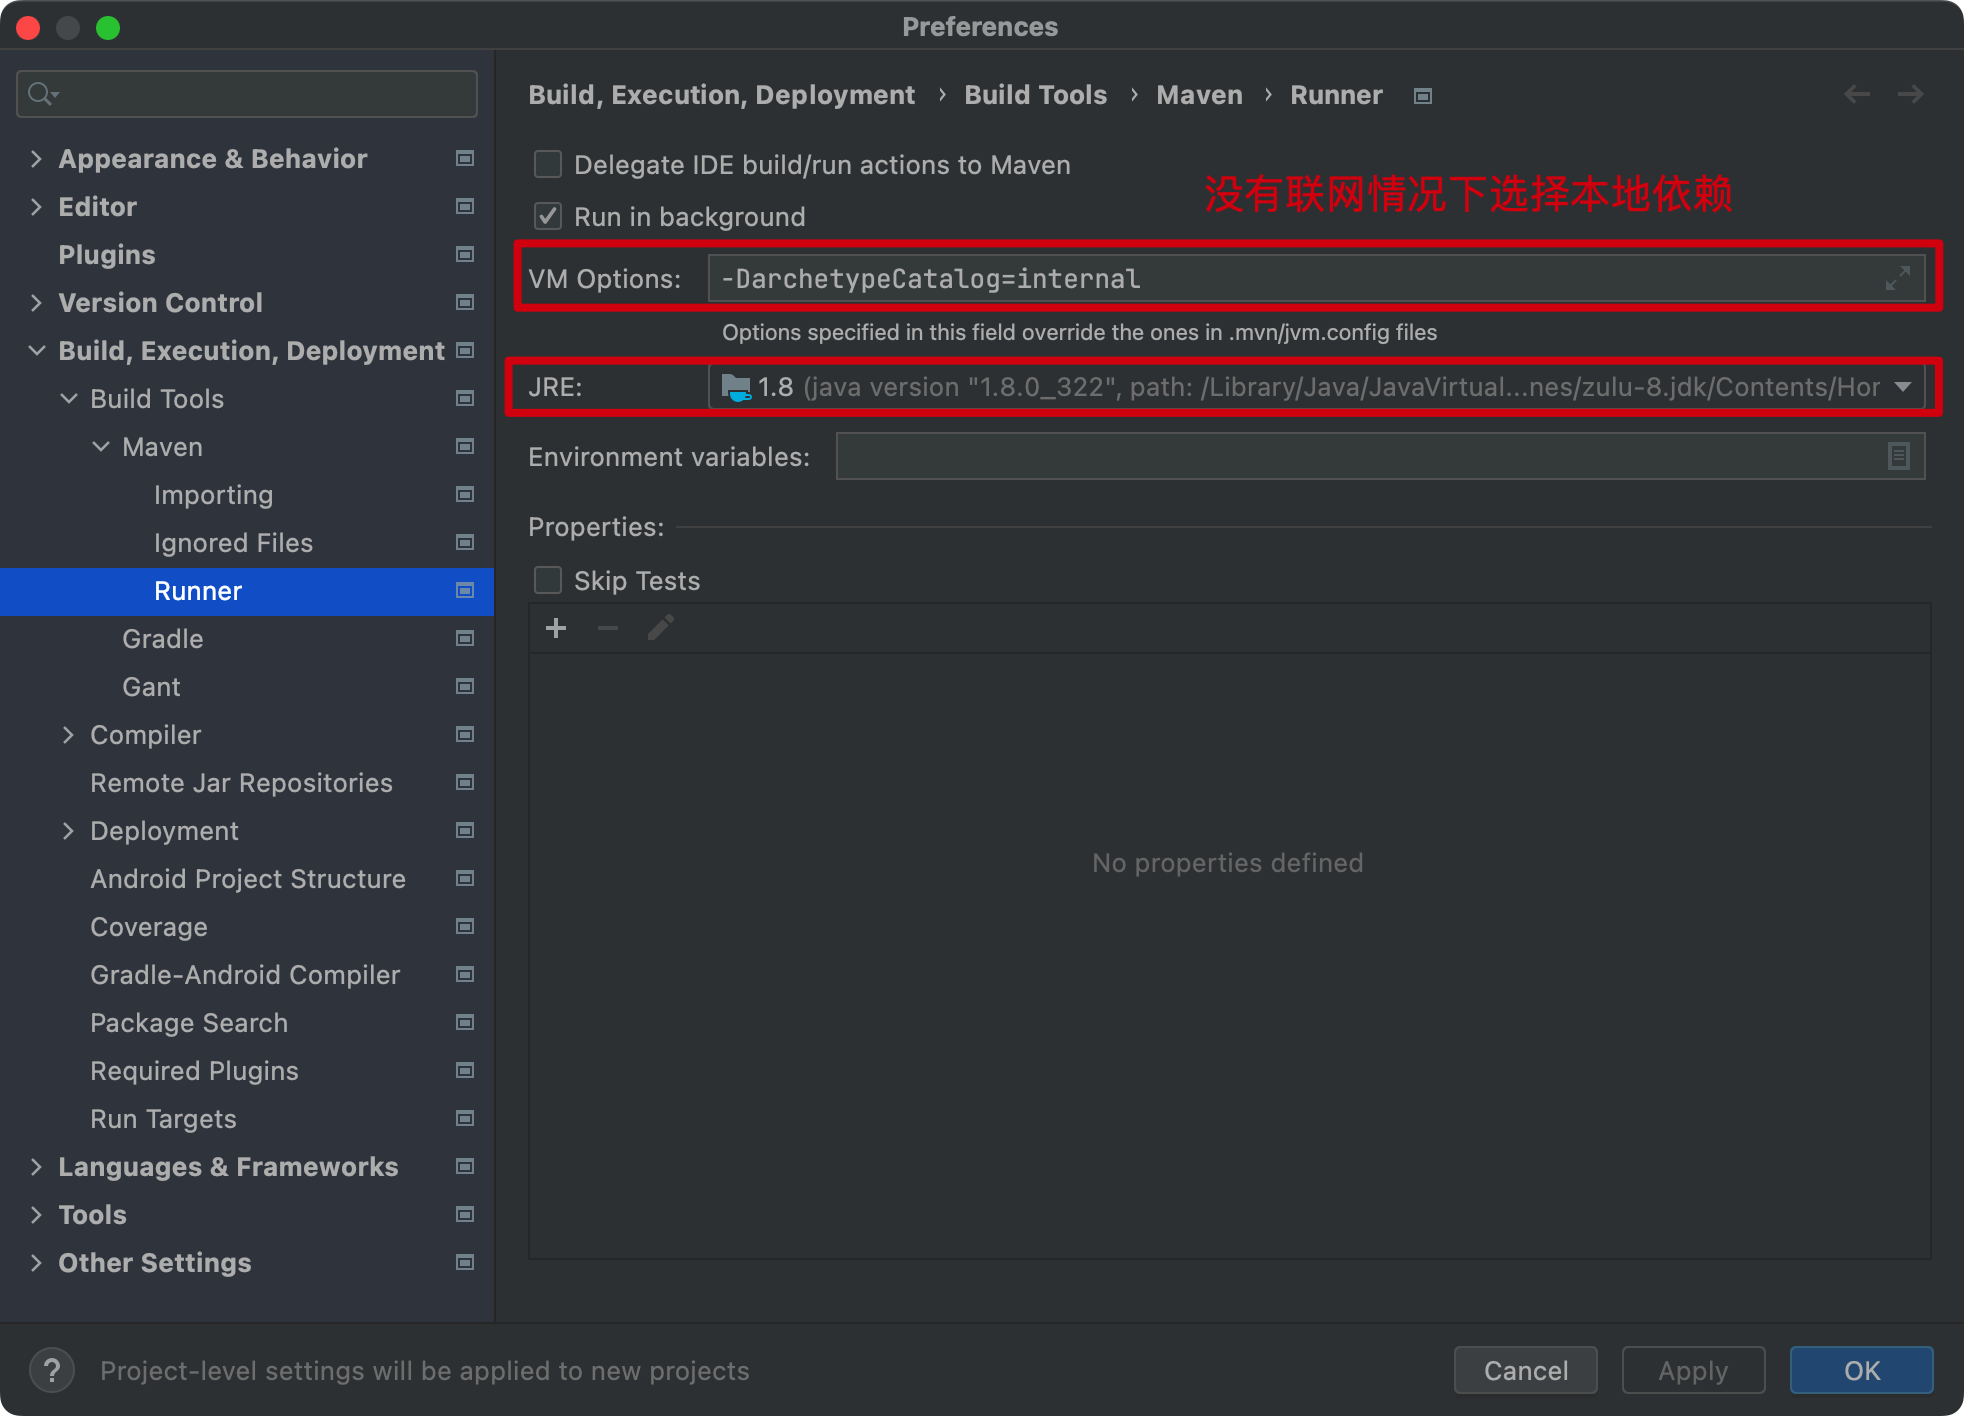 Preferences
Build, Execution, Deployment › Build Tools › Maven › Runner
Appearance & Behavior
Editor
Plugins
Version Control
Build, Execution, Deployment
Build Tools
Maven
Importing
Ignored Files
Runner
Gradle
Gant
Compiler
Remote Jar Repositories
Deployment
Android Project Structure
Coverage
Gradle-Android Compiler
Package Search
Required Plugins
Run Targets
Languages & Frameworks
Tools
Other Settings
Delegate IDE build/run actions to Maven
没有联网情况下选择本地依赖
Run in background
VM Options: -DarchetypeCatalog=internal
Options specified in this field override the ones in .mvn/jvm.config files
JRE: 1.8 (java version "1.8.0_322", path: /Library/Java/JavaVirtual...nes/zulu-8.jdk/Contents/Hor
Environment variables:
Properties:
Skip Tests
No properties defined
? Project-level settings will be applied to new projects
Cancel Apply OK